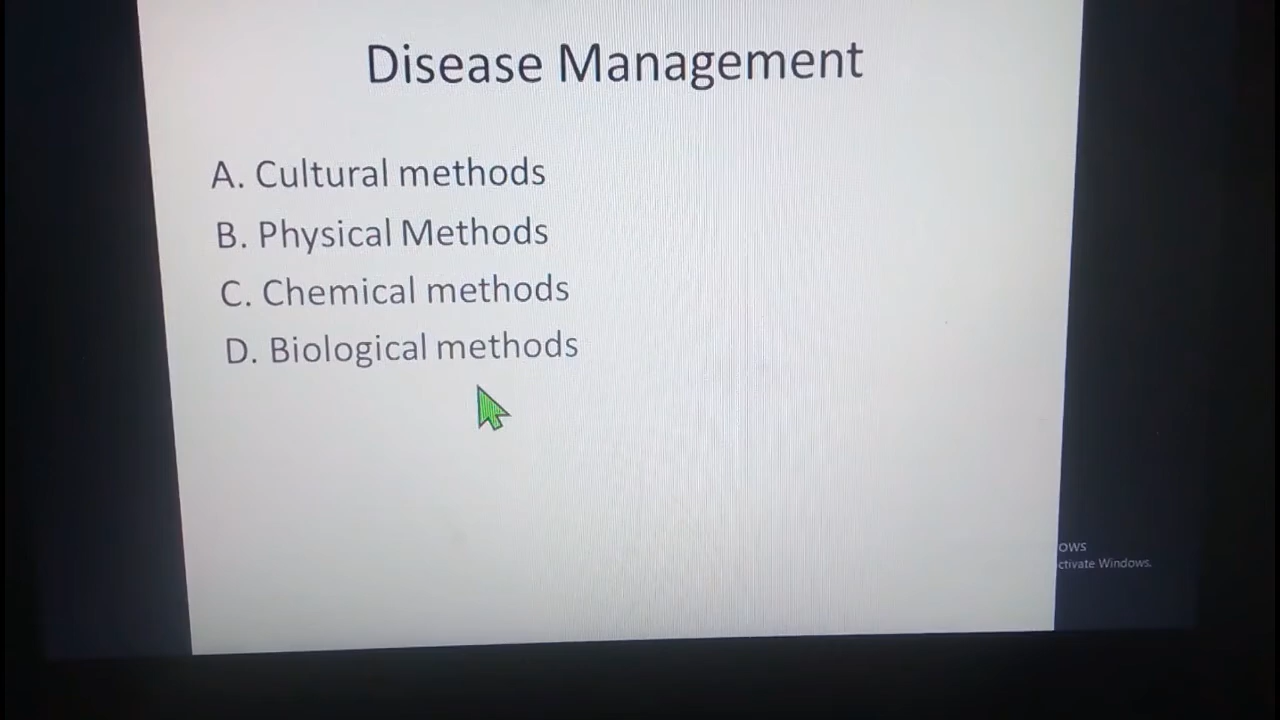 Disease Management
A. Cultural methods
B. Physical Methods
C. Chemical methods
D. Biological methods
ows
ctivate Windows.